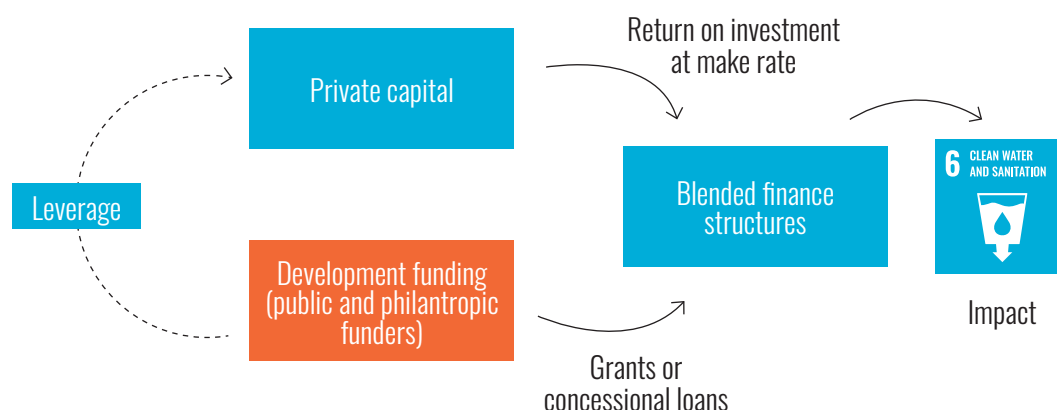 Return on investment
at make rate
Private capital
6 CLEAN WATER
AND SANITATION
Leverage
Blended finance
structures
Development funding
(public and philantropic
funders)
Impact
Grants or
concessional loans